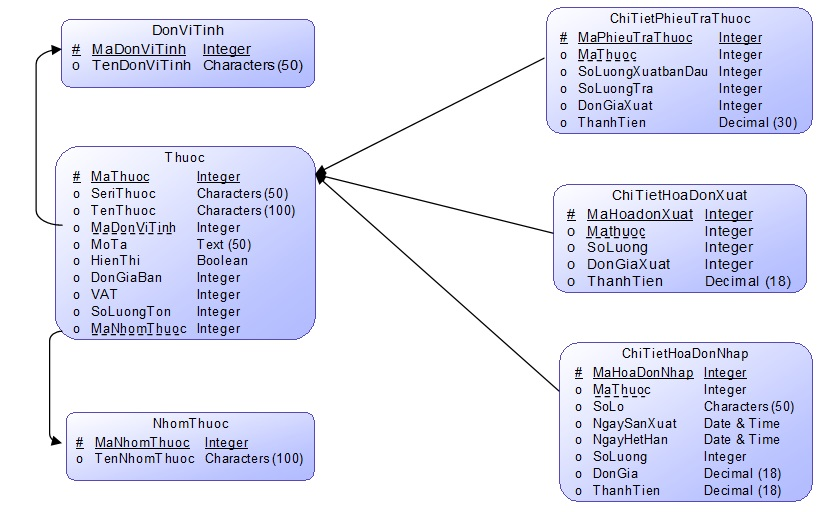 DonViTinh
# MaDonViTinh Integer
o TenDonViTinh Characters (50)
Thuoc
# MaThuoc Integer
o SeriThuoc Characters (50)
o TenThuoc Characters (100)
o MaDonViTinh Integer
o MoTa Text (50)
o HienThi Boolean
o DonGiaBan Integer
o VAT Integer
o SoLuongTon Integer
o MaNhomThuoc Integer
NhomThuoc
# MaNhomThuoc Integer
o TenNhomThuoc Characters (100)
ChiTietPhieuTraThuoc
# MaPhieuTraThuoc Integer
o MaThuoc Integer
o SoLuongXuatbanDau Integer
o SoLuongTra Integer
o DonGiaXuat Integer
o ThanhTien Decimal (30)
ChiTietHoaDonXuat
# MaHoadonXuat Integer
o Mathuoc Integer
o SoLuong Integer
o DonGiaXuat Integer
o ThanhTien Decimal (18)
ChiTietHoaDonNhap
# MaHoaDonNhap Integer
o MaThuoc Integer
o SoLo Characters (50)
o NgaySanXuat Date & Time
o NgayHetHan Date & Time
o SoLuong Integer
o DonGia Decimal (18)
o ThanhTien Decimal (18)